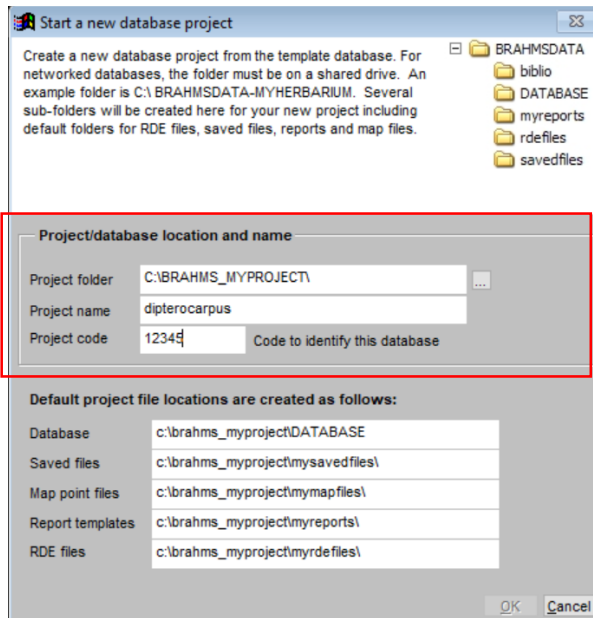 Start a new database project
Create a new database project from the template database. For
networked databases, the folder must be on a shared drive. An
example folder is C:\ BRAHMSDATA-MYHERBARIUM. Several
sub-folders will be created here for your new project including
default folders for RDE files, saved files, reports and map files.
BRAHMSDATA
biblio
DATABASE
myreports
rdefiles
savedfiles
Project/database location and name
Project folder C:\BRAHMS_MYPROJECT\ ...
Project name dipterocarpus
Project code 12345 Code to identify this database
Default project file locations are created as follows:
Database c:\brahms_myproject\DATABASE
Saved files c:\brahms_myproject\mysavedfiles\
Map point files c:\brahms_myproject\mymapfiles\
Report templates c:\brahms_myproject\myreports\
RDE files c:\brahms_myproject\myrdefiles\
OK Cancel